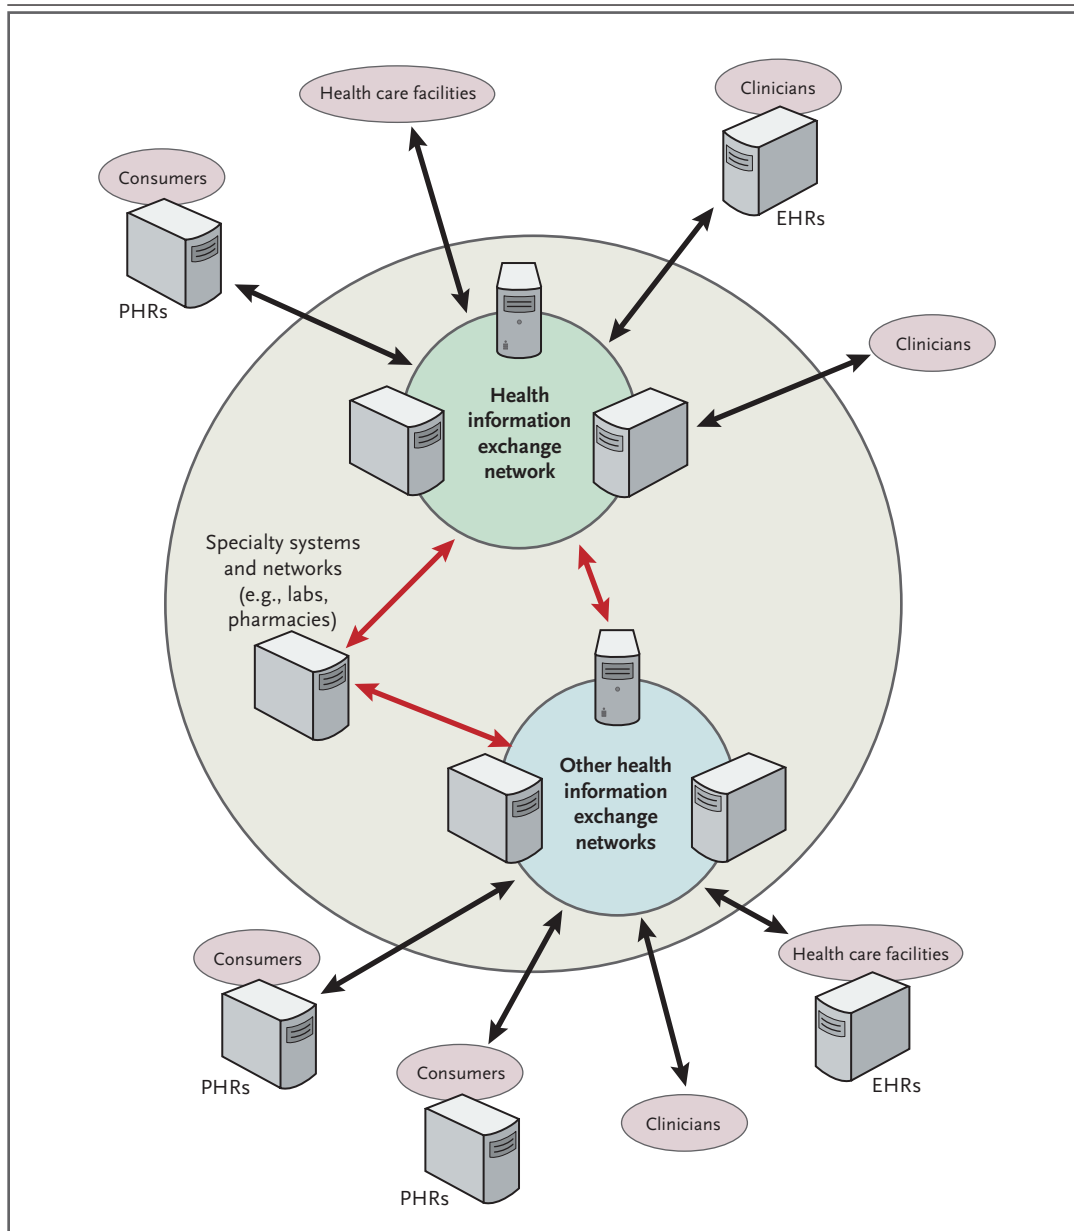 Health care facilities
Clinicians
EHRs
Consumers
PHRs
Clinicians
Health
information
exchange
network
Specialty systems
and networks
(e.g., labs,
pharmacies)
Other health
information
exchange
networks
Consumers
PHRs
Consumers
PHRs
Clinicians
Health care facilities
EHRs